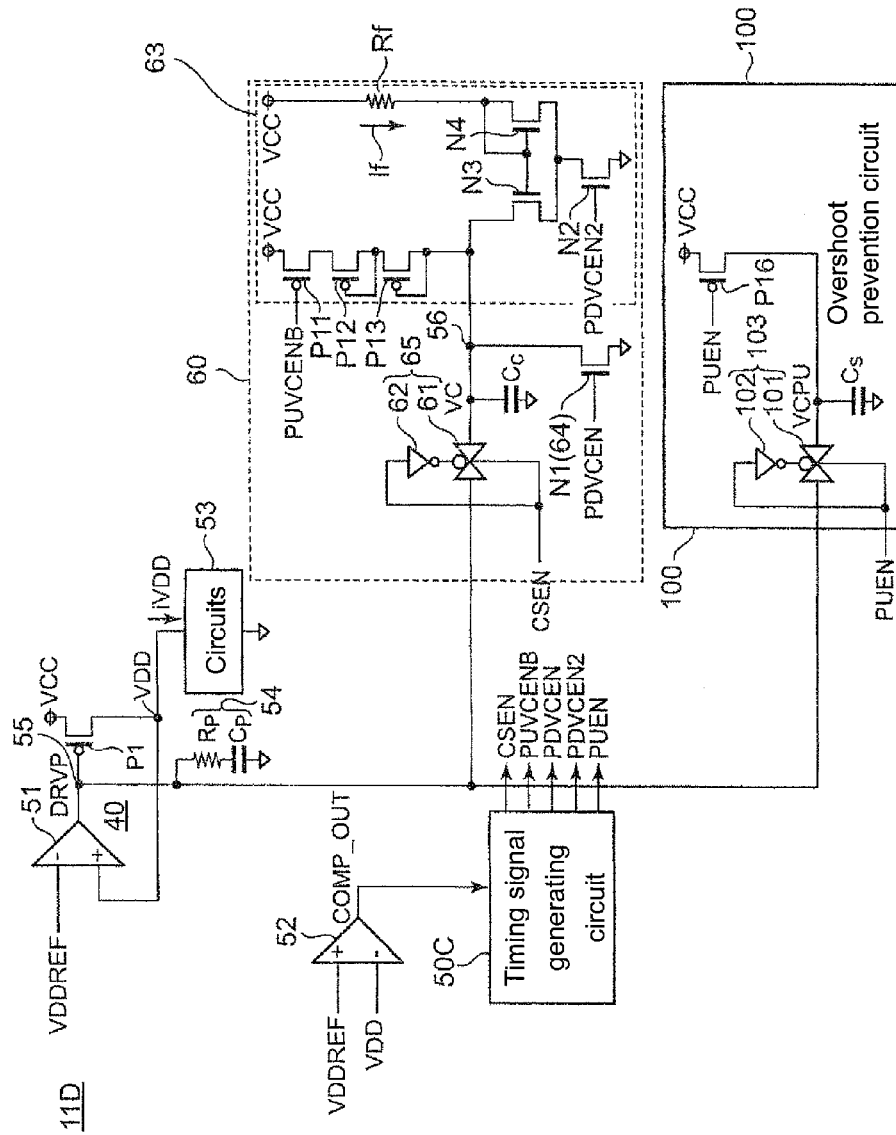 11D
VDDREF
51
DRVP
55
VCC
40
P1
VDD
iVDD
53
Circuits
RP
CP
54
VDDREF
VDD
52
COMP_OUT
50C
Timing signal
generating
circuit
CSEN
PUVCENB
PDVCEN
PDVCEN2
PUEN
60
63
PUVCENB
VCC
VCC
P11
P12
P13
If
Rf
62
61
65
VC
56
N3
N4
CC
N2
PDVCEN2
N1(64)
PDVCEN
CSEN
100
100
PUEN
VCC
P16
102
101
103
VCPU
CS
PUEN
Overshoot
prevention circuit